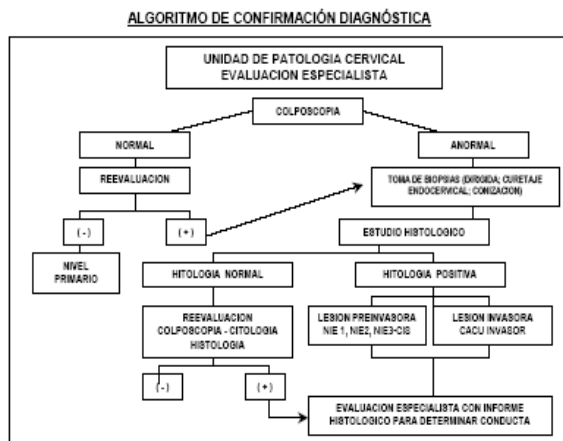 ALGORITMO DE CONFIRMACIÓN DIAGNÓSTICA
UNIDAD DE PATOLOGIA CERVICAL
EVALUACION ESPECIALISTA
COLPOSCOPIA
NORMAL
ANORMAL
REEVALUACION
TOMA DE BIOPSIAS (DIRIGIDA; CURETAJE
ENDOCERVICAL; CONIZACION)
(-)
(+)
ESTUDIO HISTOLOGICO
NIVEL
PRIMARIO
HITOLOGIA NORMAL
HITOLOGIA POSITIVA
REEVALUACION
COLPOSCOPIA - CITOLOGIA
HISTOLOGIA
LESION PREINVASORA
NIE 1, NIE2, NIE3-CIS
LESION INVASORA
CACU INVASOR
(-)
(+)
EVALUACION ESPECIALISTA CON INFORME
HISTOLOGICO PARA DETERMINAR CONDUCTA